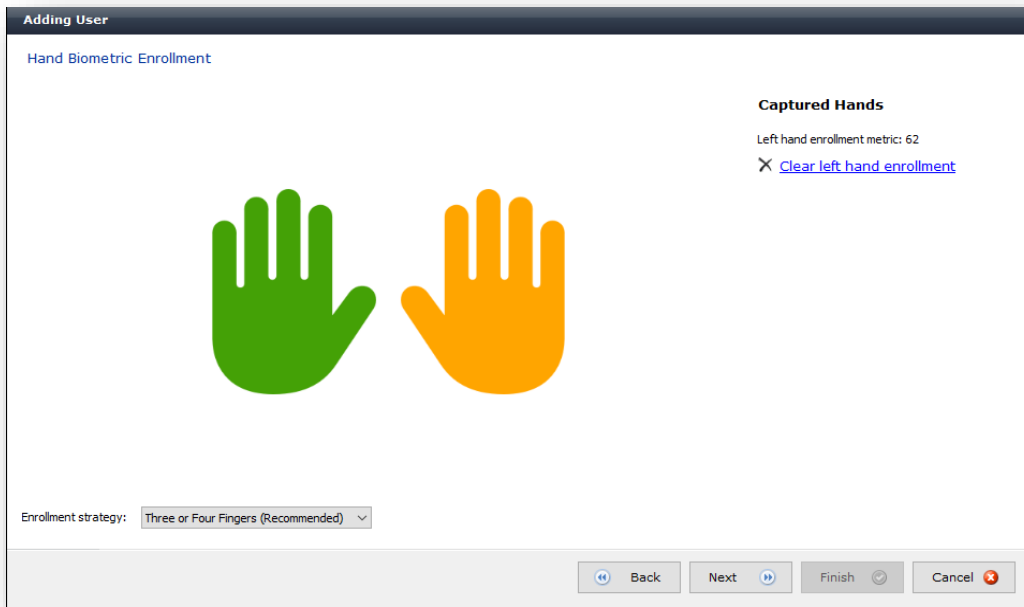 Adding User
Hand Biometric Enrollment
Captured Hands
Left hand enrollment metric: 62
Clear left hand enrollment
Enrollment strategy: Three or Four Fingers (Recommended)
Back Next Finish Cancel